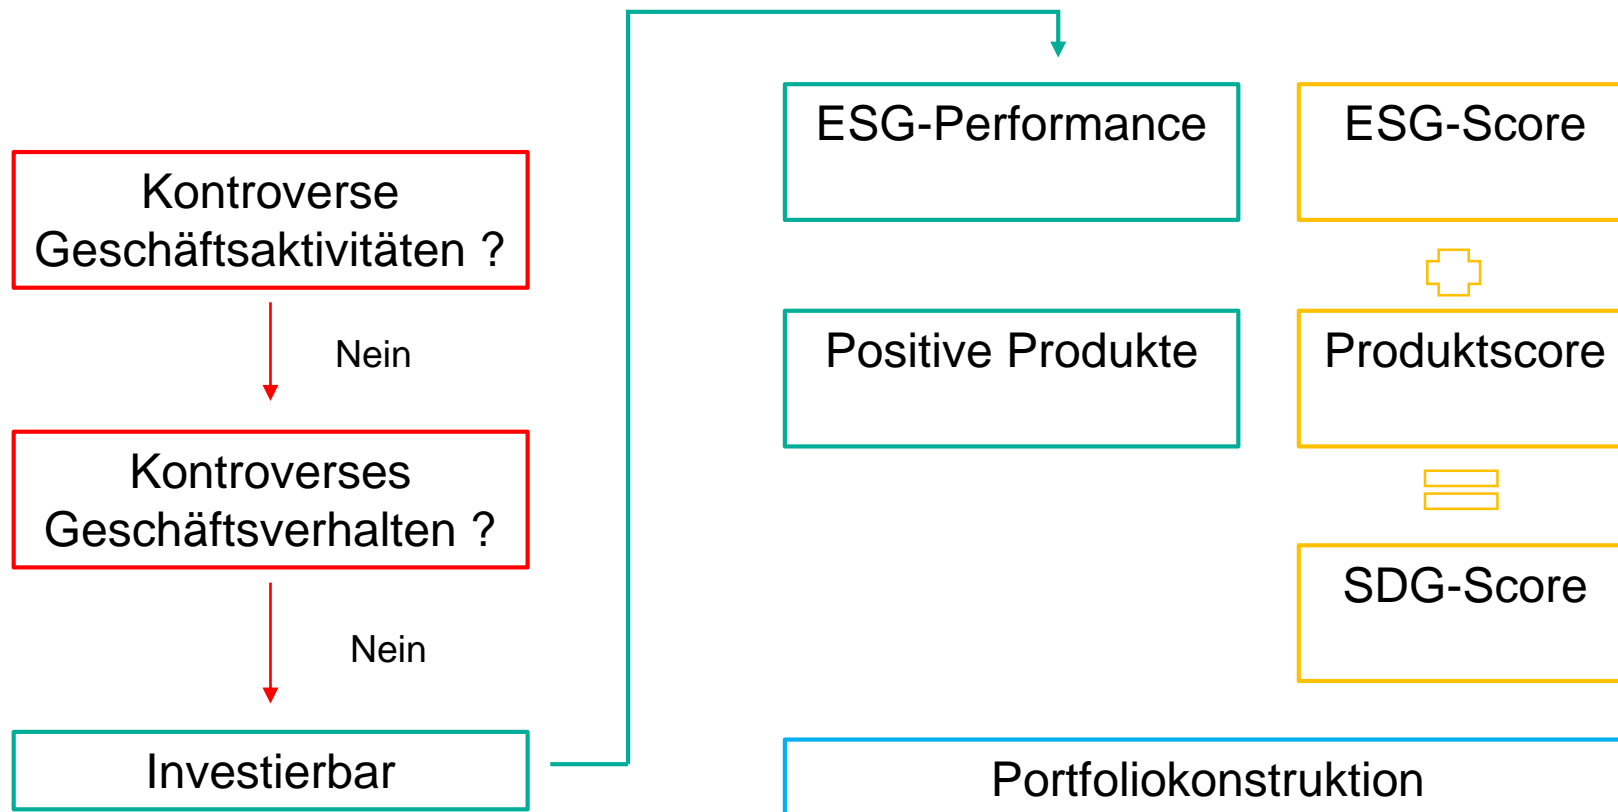 Kontroverse
Geschäftsaktivitäten ?
Nein
Kontroverses
Geschäftsverhalten ?
Nein
Investierbar
ESG-Performance
ESG-Score
Positive Produkte
Produktscore
SDG-Score
Portfoliokonstruktion